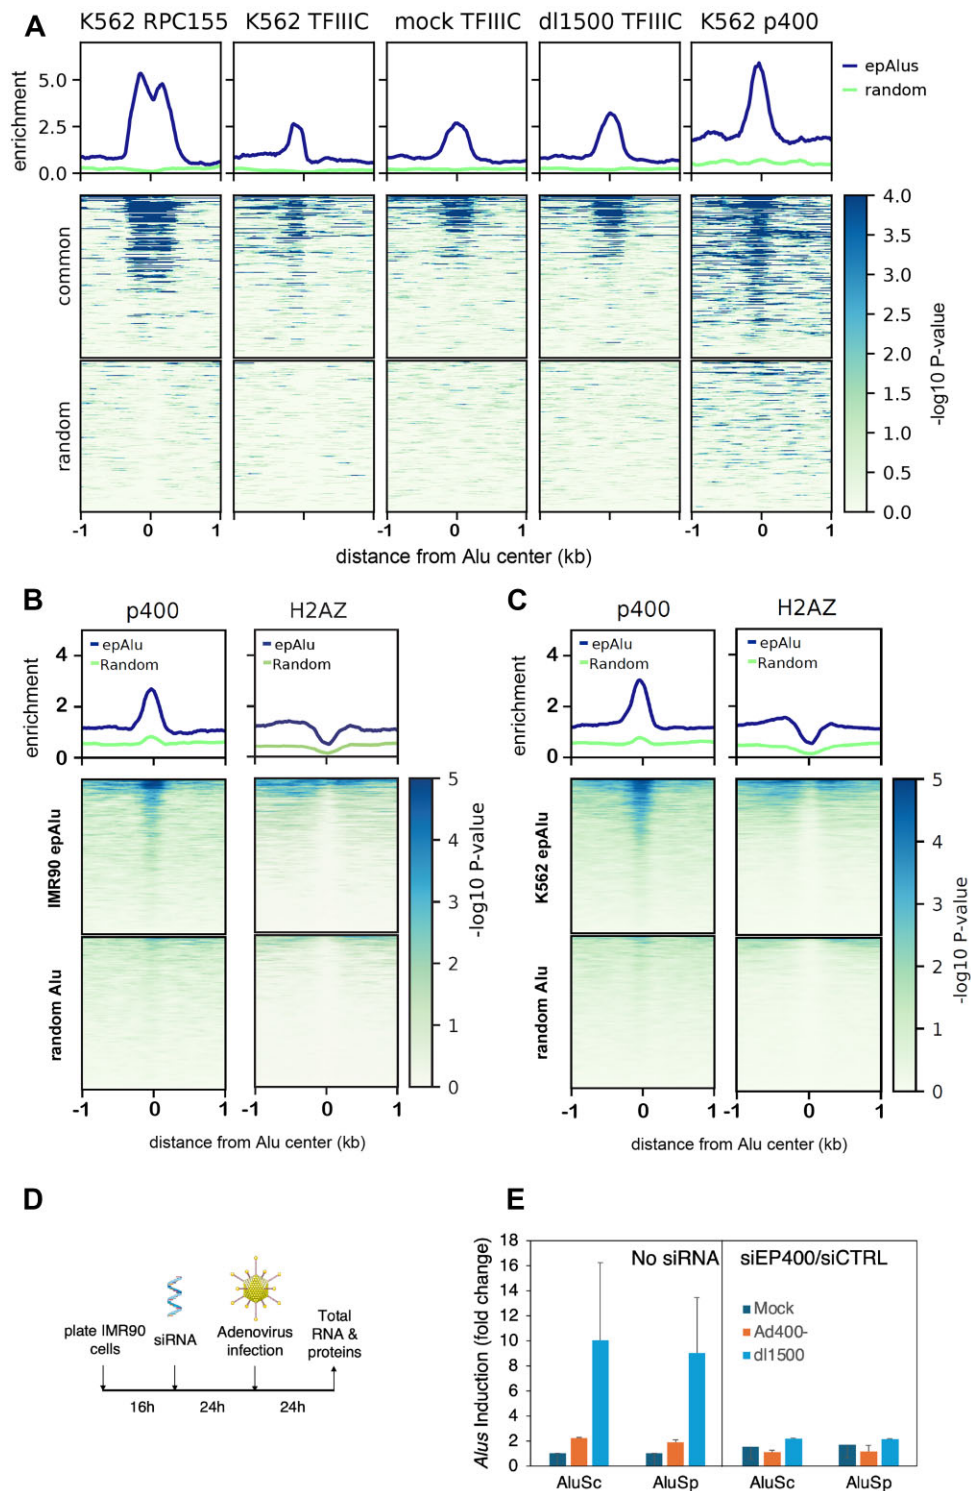 A
K562 RPC155
K562 TFIIIC
mock TFIIIC
dl1500 TFIIIC
K562 p400
enrichment
5.0
2.5
0.0
epAlus
random
common
random
4.0
3.5
3.0
2.5
2.0
1.5
1.0
0.5
0.0
-log10 P-value
-1
0
1
-1
0
1
distance from Alu center (kb)
B
p400
H2AZ
enrichment
4
2
0
epAlu
Random
epAlu
Random
IMR90 epAlu
random Alu
5
4
3
2
1
0
-log10 P-value
-1
0
1
0
1
distance from Alu center (kb)
C
p400
H2AZ
enrichment
4
2
0
epAlu
Random
epAlu
Random
K562 epAlu
random Alu
5
4
3
2
1
0
-log10 P-value
-1
0
1
0
1
distance from Alu center (kb)
D
plate IMR90
cells
siRNA
Adenovirus
infection
Total
RNA &
proteins
16h
24h
24h
E
Alus Induction (fold change)
18
16
14
12
10
8
6
4
2
0
No siRNA
siEP400/siCTRL
Mock
Ad400-
dl1500
AluSc
AluSp
AluSc
AluSp